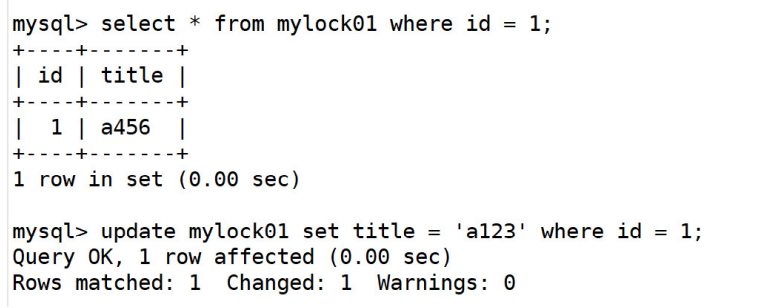 mysql> select * from mylock01 where id = 1;
+----+-------+
| id | title |
+----+-------+
|  1 | a456  |
+----+-------+
1 row in set (0.00 sec)
mysql> update mylock01 set title = 'a123' where id = 1;
Query OK, 1 row affected (0.00 sec)
Rows matched: 1  Changed: 1  Warnings: 0